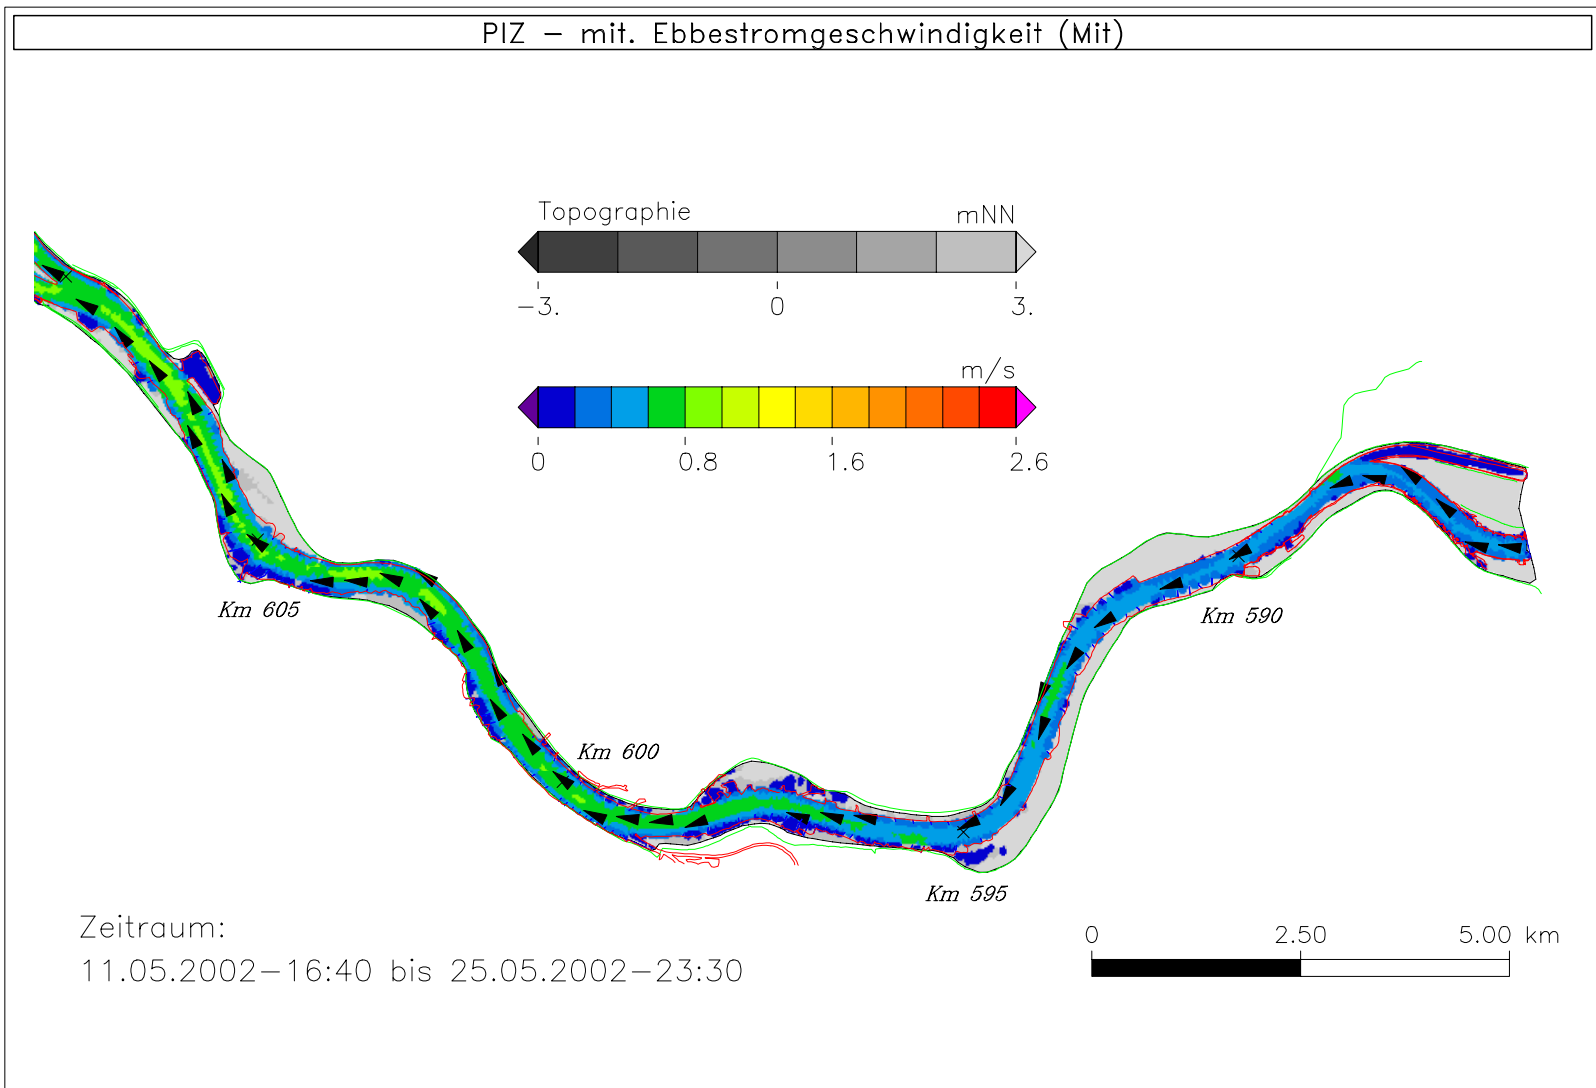 PIZ - mit. Ebbestromgeschwindigkeit (Mit)
Topographie mNN
-3. 0 3.
m/s
0 0.8 1.6 2.6
Km 605
Km 590
Km 600
Km 595
Zeitraum:
11.05.2002-16:40 bis 25.05.2002-23:30
0 2.50 5.00 km